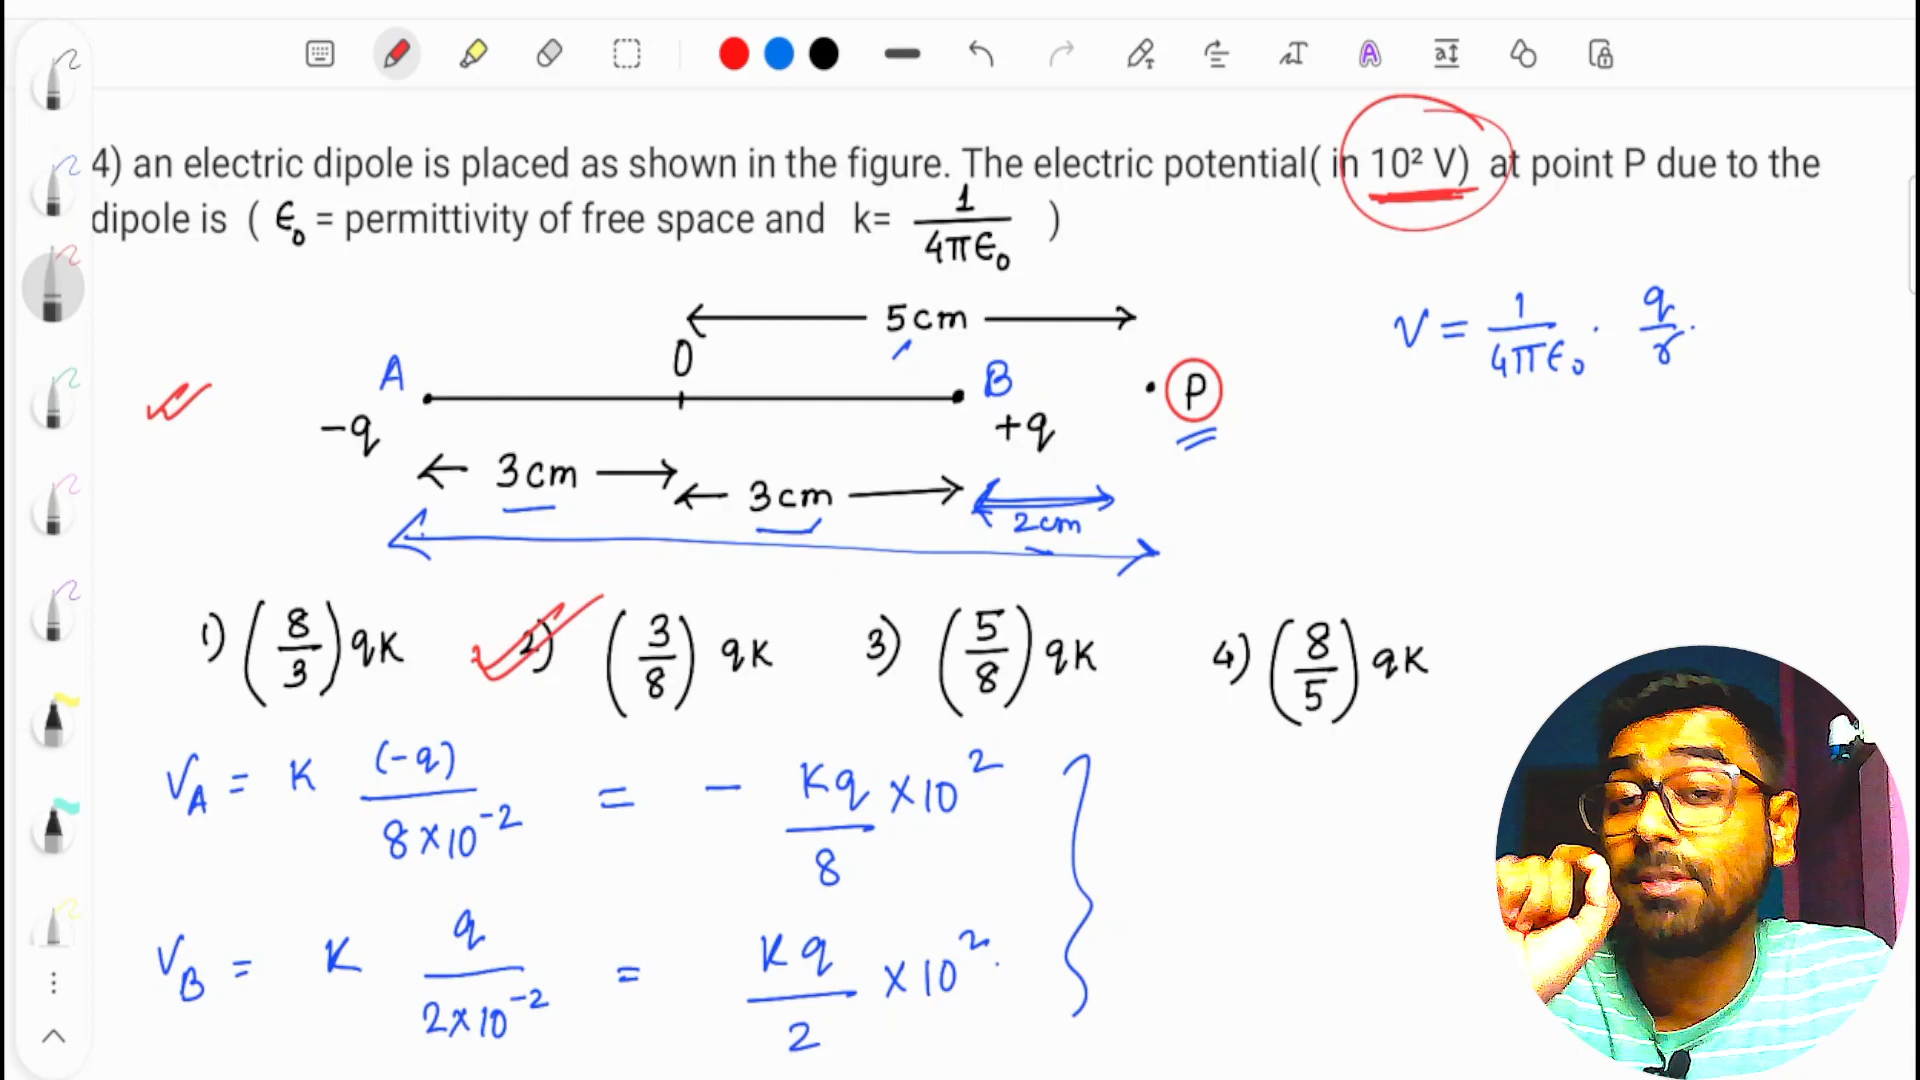 4) an electric dipole is placed as shown in the figure. The electric potential( in 10² V) at point P due to the
dipole is ( ϵ₀ = permittivity of free space and k= 1/4πϵ₀ )
5cm
V = 1/4πϵ₀ · q/r
A O B P
-q +q
3cm 3cm 2cm
1) (8/3) qK 2) (3/8) qK 3) (5/8) qK 4) (8/5) qK
V_A = K (-q)/8×10⁻² = - Kq/8 ×10²
V_B = K q/2×10⁻² = Kq/2 ×10².